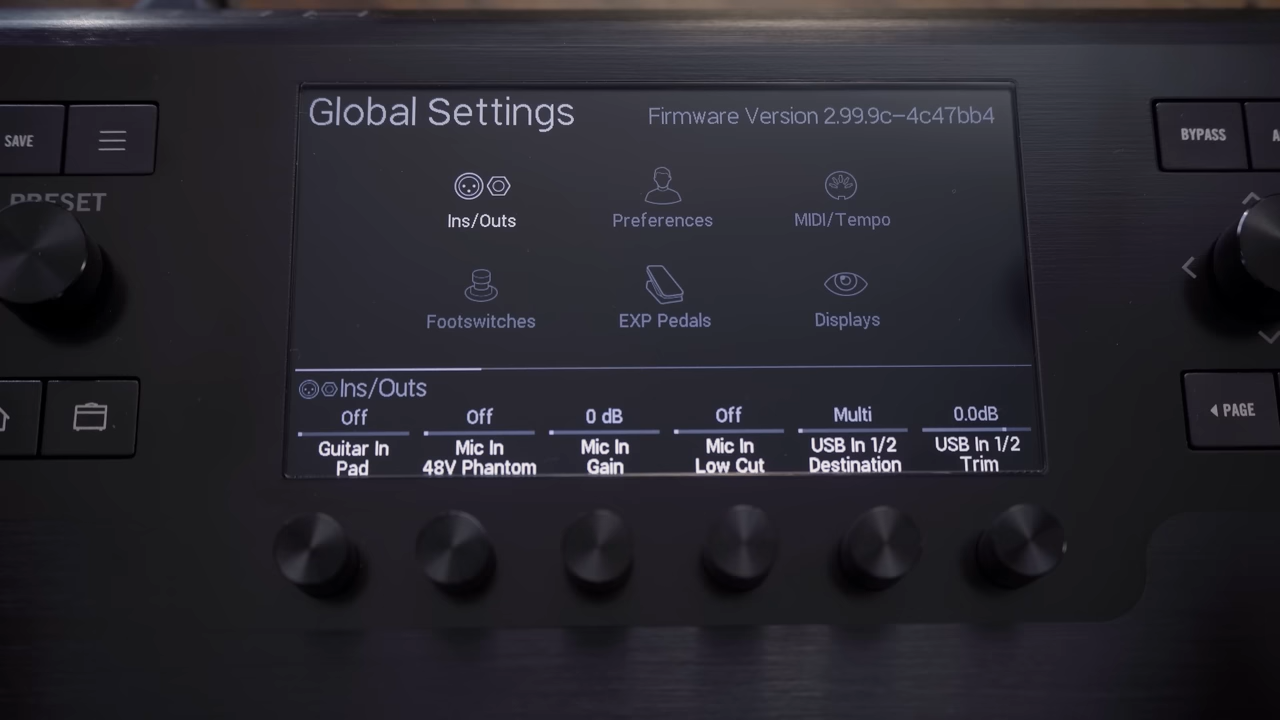 Global Settings
Firmware Version 2.99.9c-4c47bb4
SAVE
BYPASS
PRESET
Ins/Outs
Preferences
MIDI/Tempo
Footswitches
EXP Pedals
Displays
Ins/Outs
Off
Off
0 dB
Off
Multi
0.0dB
Guitar In
Pad
Mic In
48V Phantom
Mic In
Gain
Mic In
Low Cut
USB In 1/2
Destination
USB In 1/2
Trim
PAGE